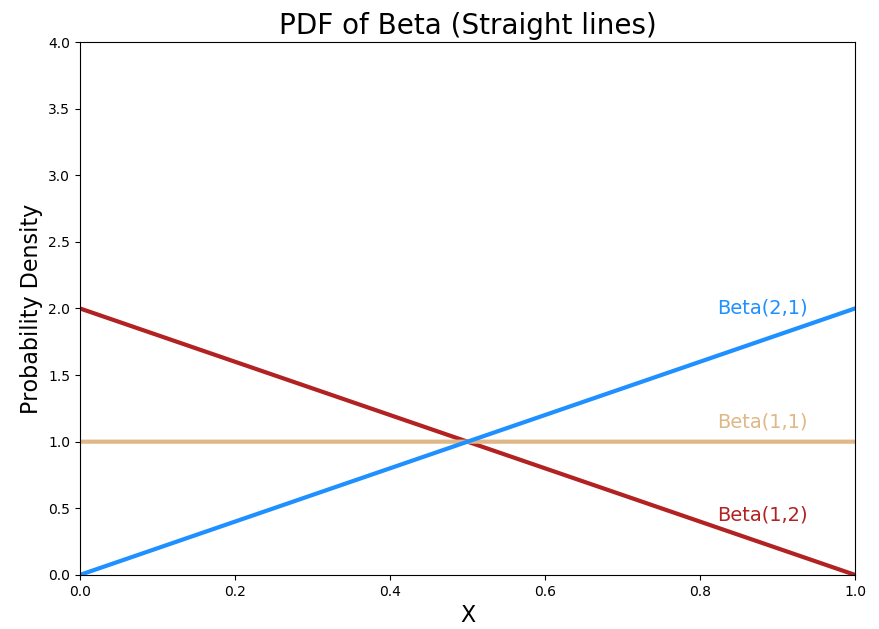 PDF of Beta (Straight lines)
4.0
3.5
3.0
2.5
2.0
1.5
1.0
0.5
0.0
Probability Density
Beta(2,1)
Beta(1,1)
Beta(1,2)
0.0 0.2 0.4 0.6 0.8 1.0
X